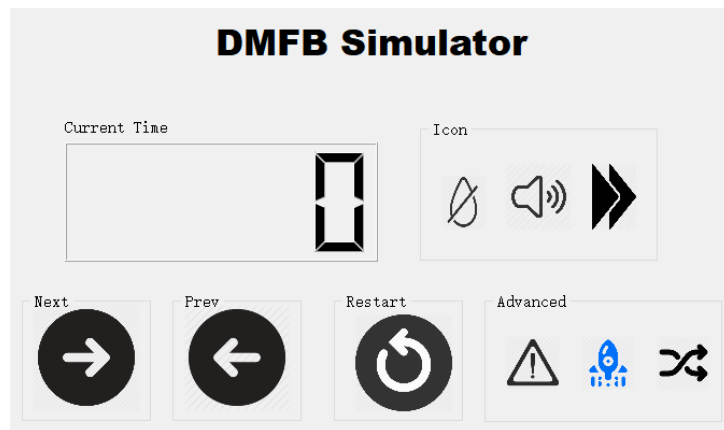 DMFB Simulator
Current Time
Icon
0
Next
Prev
Restart
Advanced